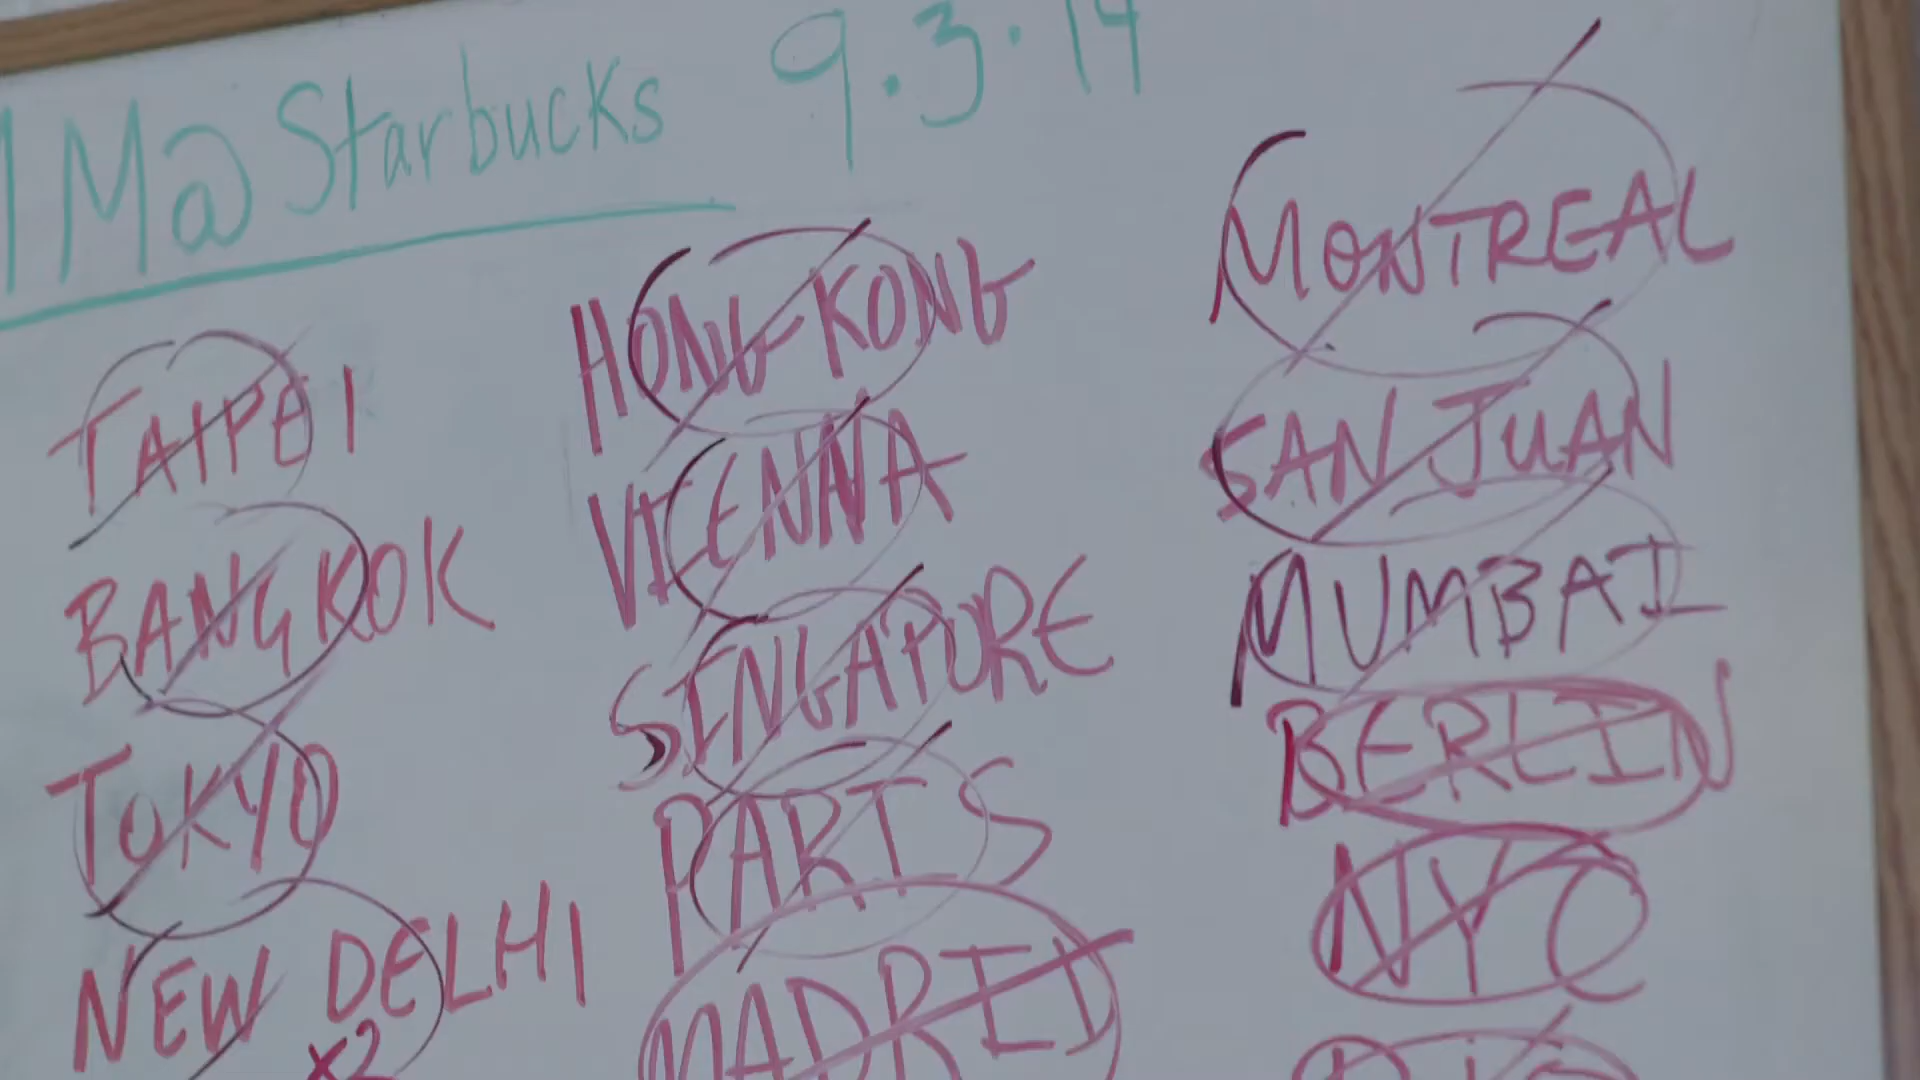 M@Starbucks 9.3.14
TAIPEI
BANGKOK
TOKYO
NEW DELHI
x2
HONG KONG
VIENNA
SINGAPORE
PARIS
MADRID
MONTREAL
SAN JUAN
MUMBAI
BERLIN
NYC